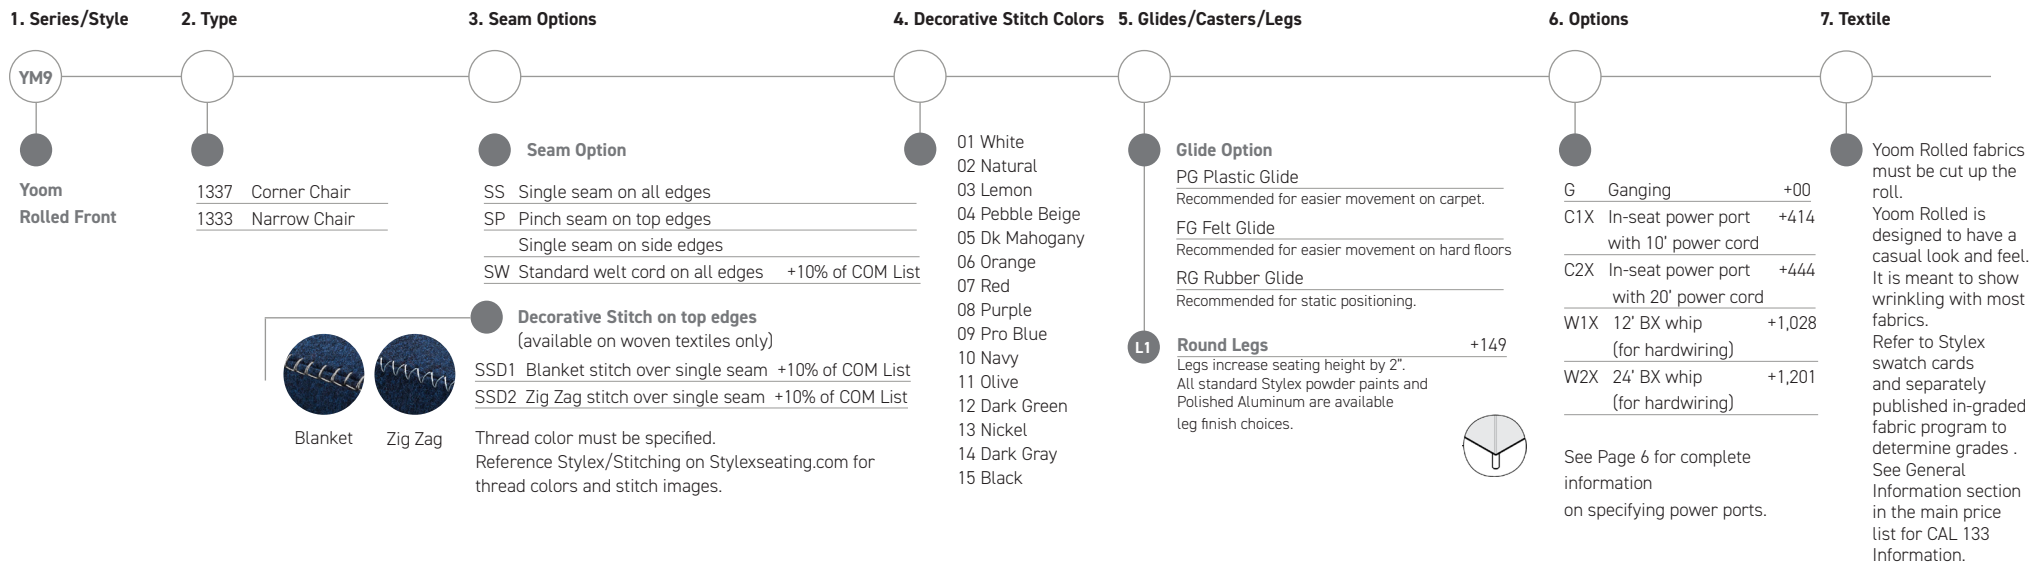 1. Series/Style
YM9
Yoom
Rolled Front
2. Type
1337 Corner Chair
1333 Narrow Chair
3. Seam Options
Seam Option
SS Single seam on all edges
SP Pinch seam on top edges
Single seam on side edges
SW Standard welt cord on all edges +10% of COM List
Decorative Stitch on top edges
(available on woven textiles only)
SSD1 Blanket stitch over single seam +10% of COM List
SSD2 Zig Zag stitch over single seam +10% of COM List
Blanket
Zig Zag
Thread color must be specified.
Reference Stylex/Stitching on Stylexseating.com for
thread colors and stitch images.
4. Decorative Stitch Colors
01 White
02 Natural
03 Lemon
04 Pebble Beige
05 Dk Mahogany
06 Orange
07 Red
08 Purple
09 Pro Blue
10 Navy
11 Olive
12 Dark Green
13 Nickel
14 Dark Gray
15 Black
5. Glides/Casters/Legs
Glide Option
PG Plastic Glide
Recommended for easier movement on carpet.
FG Felt Glide
Recommended for easier movement on hard floors
RG Rubber Glide
Recommended for static positioning.
L1
Round Legs +149
Legs increase seating height by 2".
All standard Stylex powder paints and
Polished Aluminum are available
leg finish choices.
6. Options
G Ganging +00
C1X In-seat power port +414
with 10' power cord
C2X In-seat power port +444
with 20' power cord
W1X 12' BX whip +1,028
(for hardwiring)
W2X 24' BX whip +1,201
(for hardwiring)
See Page 6 for complete
information
on specifying power ports.
7. Textile
Yoom Rolled fabrics
must be cut up the
roll.
Yoom Rolled is
designed to have a
casual look and feel.
It is meant to show
wrinkling with most
fabrics.
Refer to Stylex
swatch cards
and separately
published in-graded
fabric program to
determine grades .
See General
Information section
in the main price
list for CAL 133
Information.